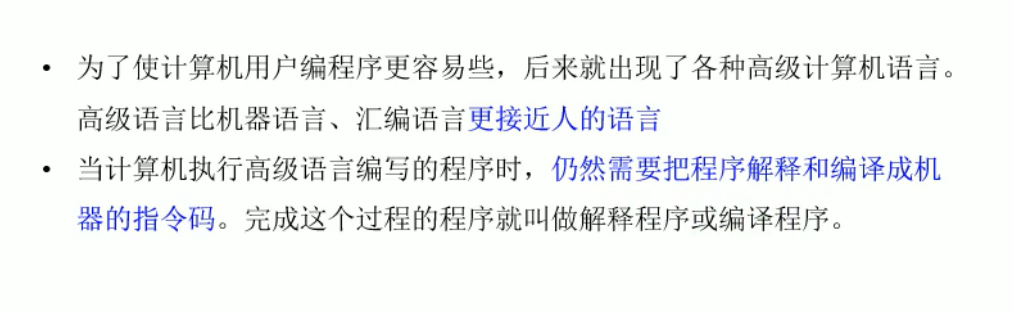 • 为了使计算机用户编程序更容易些，后来就出现了各种高级计算机语言。
高级语言比机器语言、汇编语言更接近人的语言
• 当计算机执行高级语言编写的程序时，仍然需要把程序解释和编译成机
器的指令码。完成这个过程的程序就叫做解释程序或编译程序。